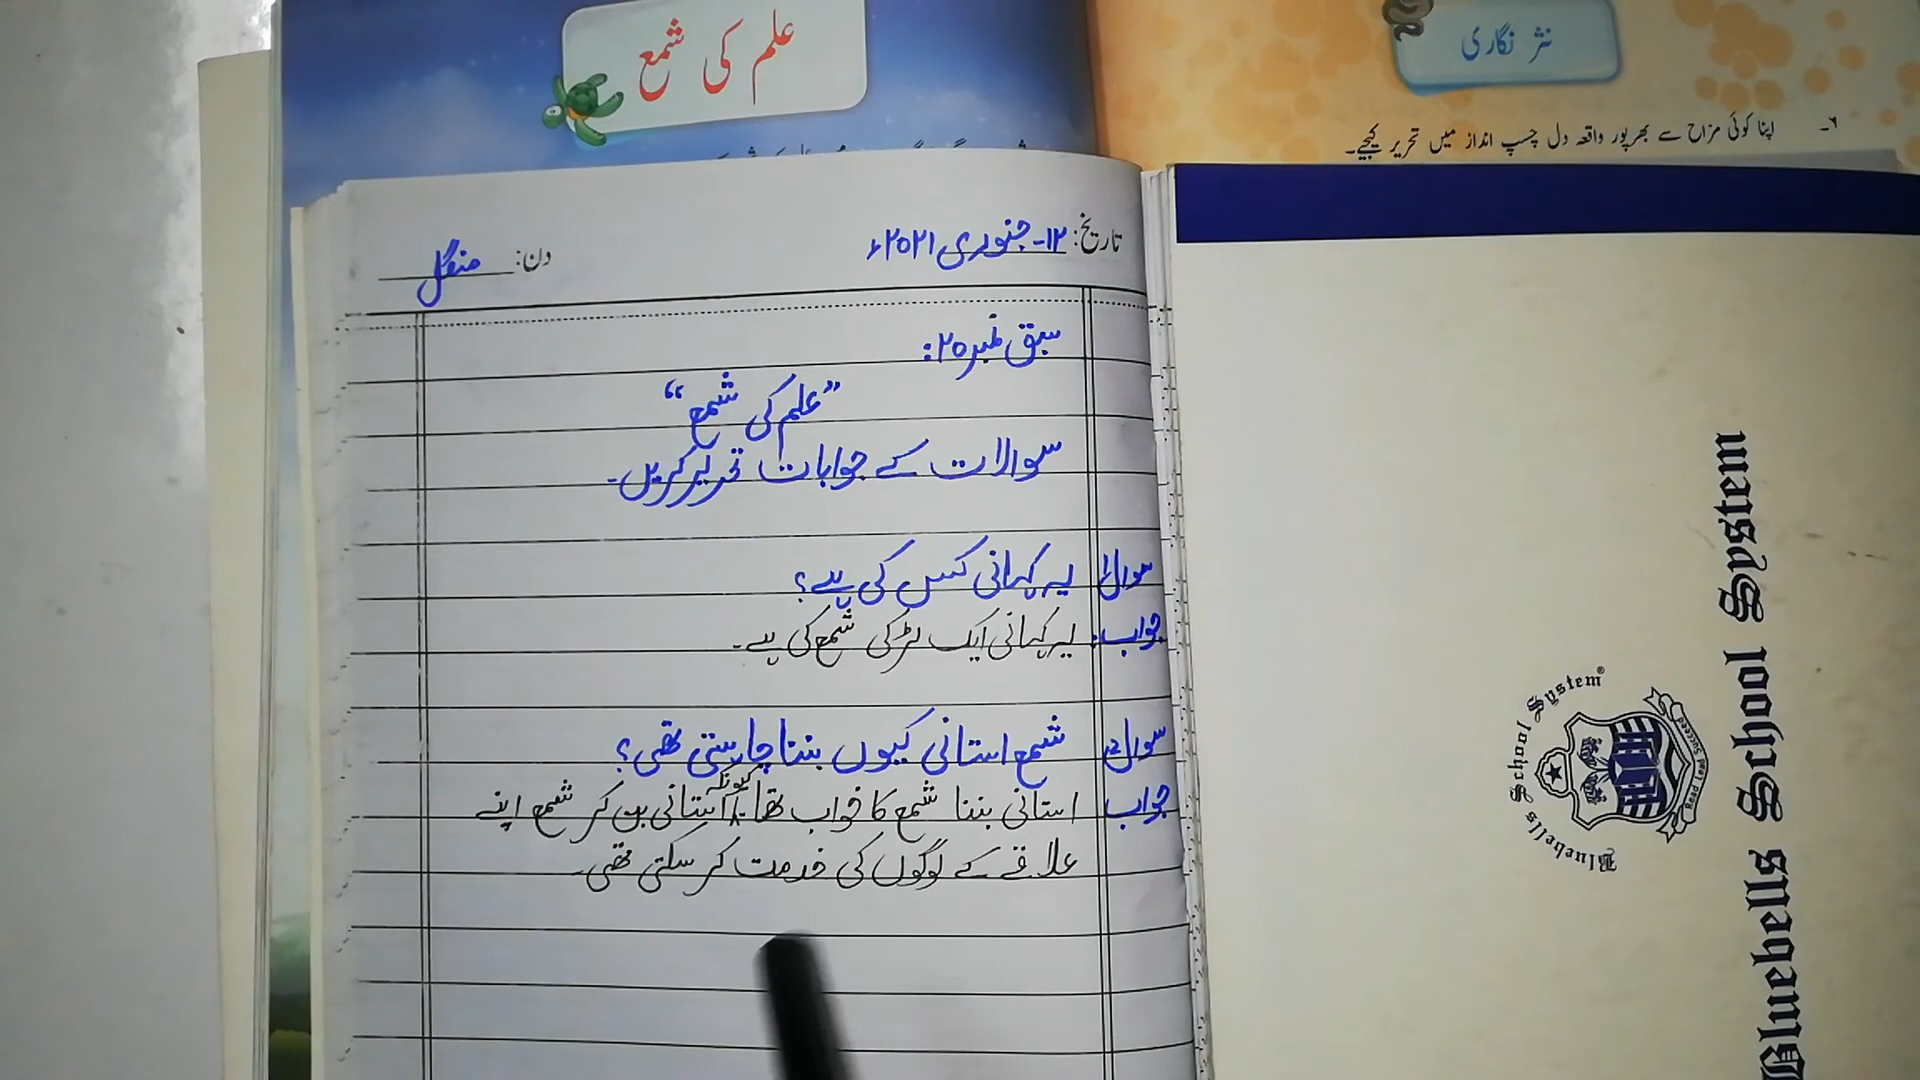 علم کی شمع
نثر نگاری
۶۔ اپنا کوئی مزاح سے بھرپور واقعہ دل چسپ انداز میں تحریر کیجیے۔
تاریخ: ۱۲۔جنوری ۲۰۲۱ء دن: منگل
سبق نمبر ۲۰:
”علم کی شمع“
سوالات کے جوابات تحریر کریں۔
سوال۱ یہ کہانی کس کی ہے؟
جواب: یہ کہانی ایک لڑکی شمع کی ہے۔
سوال۲ شمع استانی کیوں بننا چاہتی تھی؟
جواب استانی بننا شمع کا خواب تھا کیونکہ استانی بن کر شمع اپنے
علاقے کے لوگوں کی خدمت کر سکتی تھی۔
Bluebells School System
Bluebells School System®
Read Lead Succeed